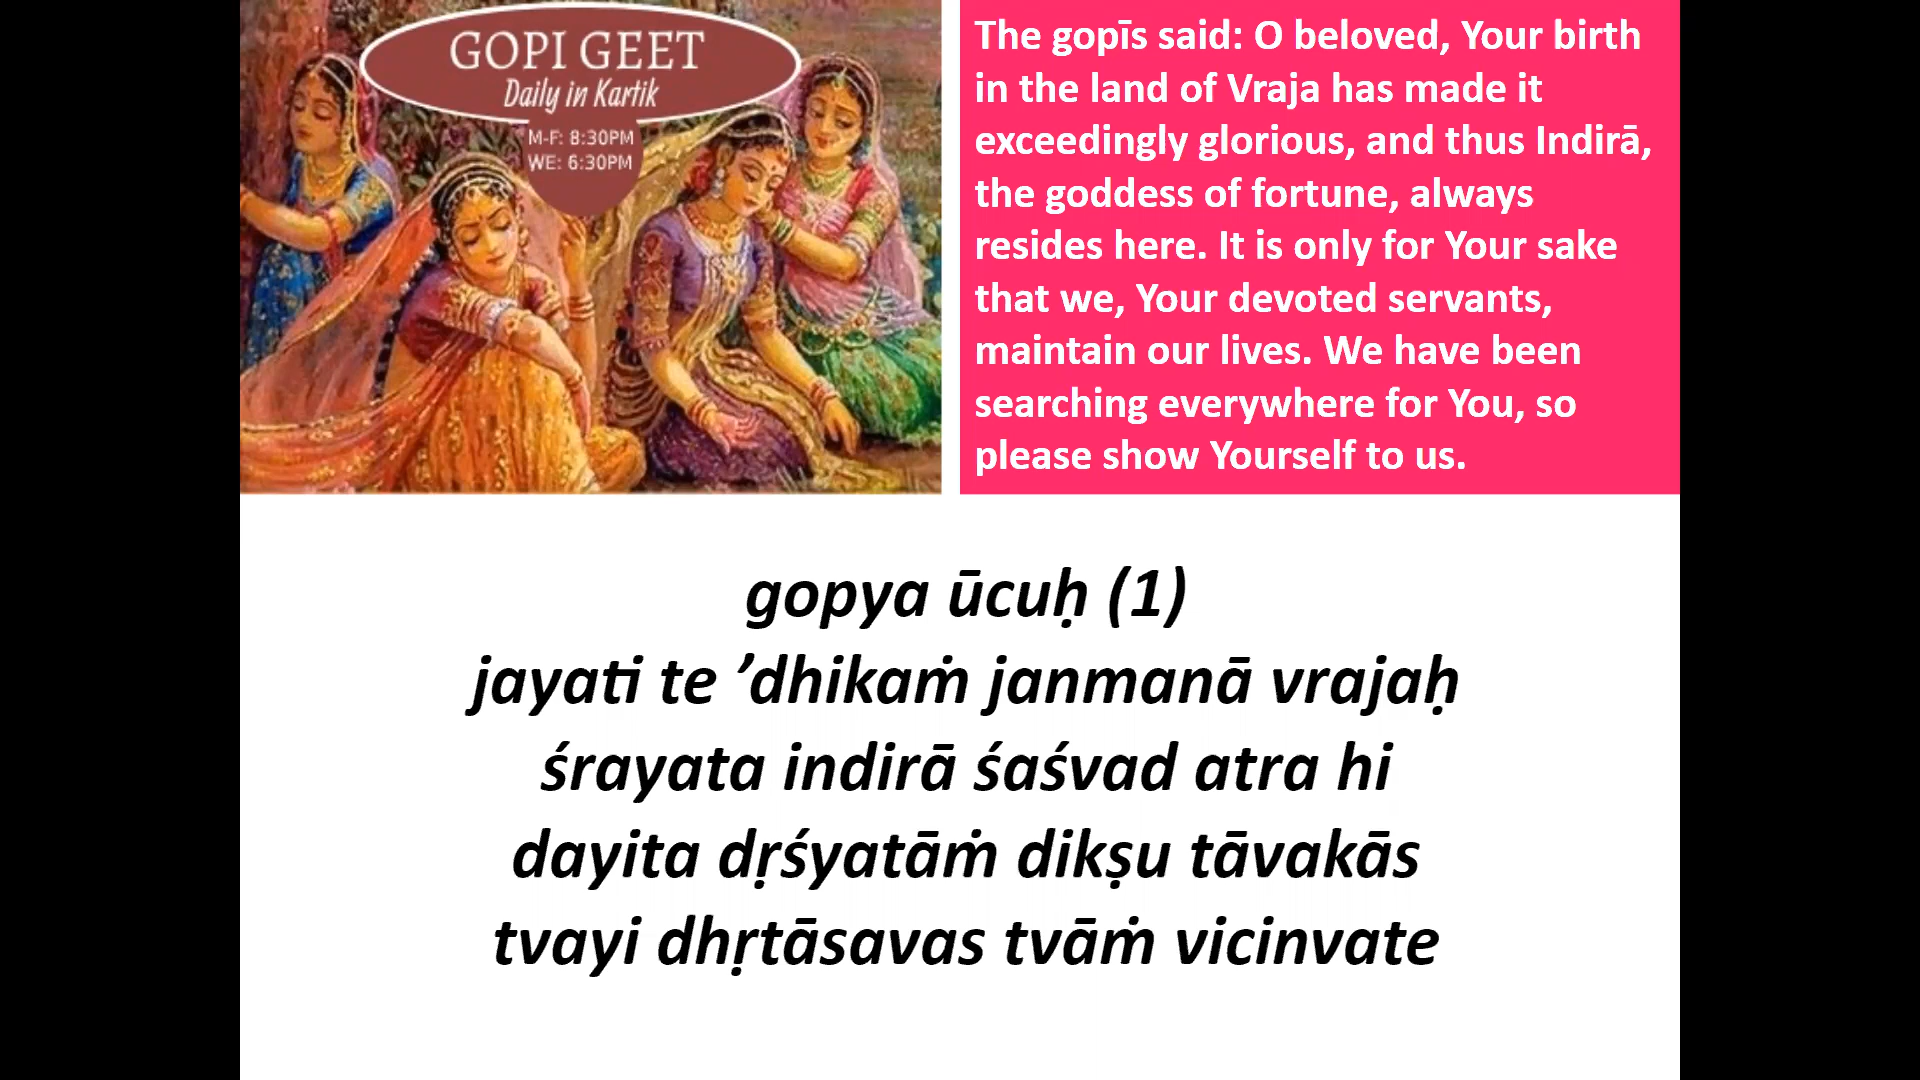 GOPI GEET
Daily in Kartik
M-F: 8:30PM
WE: 6:30PM
The gopīs said: O beloved, Your birth
in the land of Vraja has made it
exceedingly glorious, and thus Indirā,
the goddess of fortune, always
resides here. It is only for Your sake
that we, Your devoted servants,
maintain our lives. We have been
searching everywhere for You, so
please show Yourself to us.
gopya ūcuḥ (1)
jayati te ’dhikaṁ janmanā vrajaḥ
śrayata indirā śaśvad atra hi
dayita dṛśyatāṁ dikṣu tāvakās
tvayi dhṛtāsavas tvāṁ vicinvate